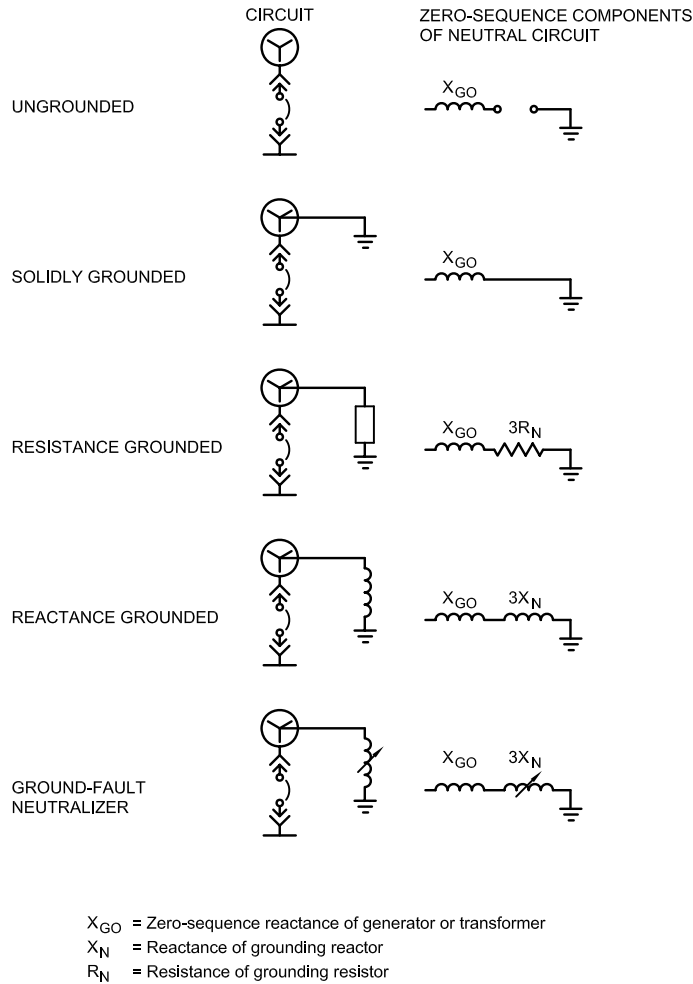 CIRCUIT
ZERO-SEQUENCE COMPONENTS
OF NEUTRAL CIRCUIT
UNGROUNDED
XGO
SOLIDLY GROUNDED
XGO
RESISTANCE GROUNDED
XGO 3RN
REACTANCE GROUNDED
XGO 3XN
GROUND-FAULT
NEUTRALIZER
XGO 3XN
XGO = Zero-sequence reactance of generator or transformer
XN = Reactance of grounding reactor
RN = Resistance of grounding resistor